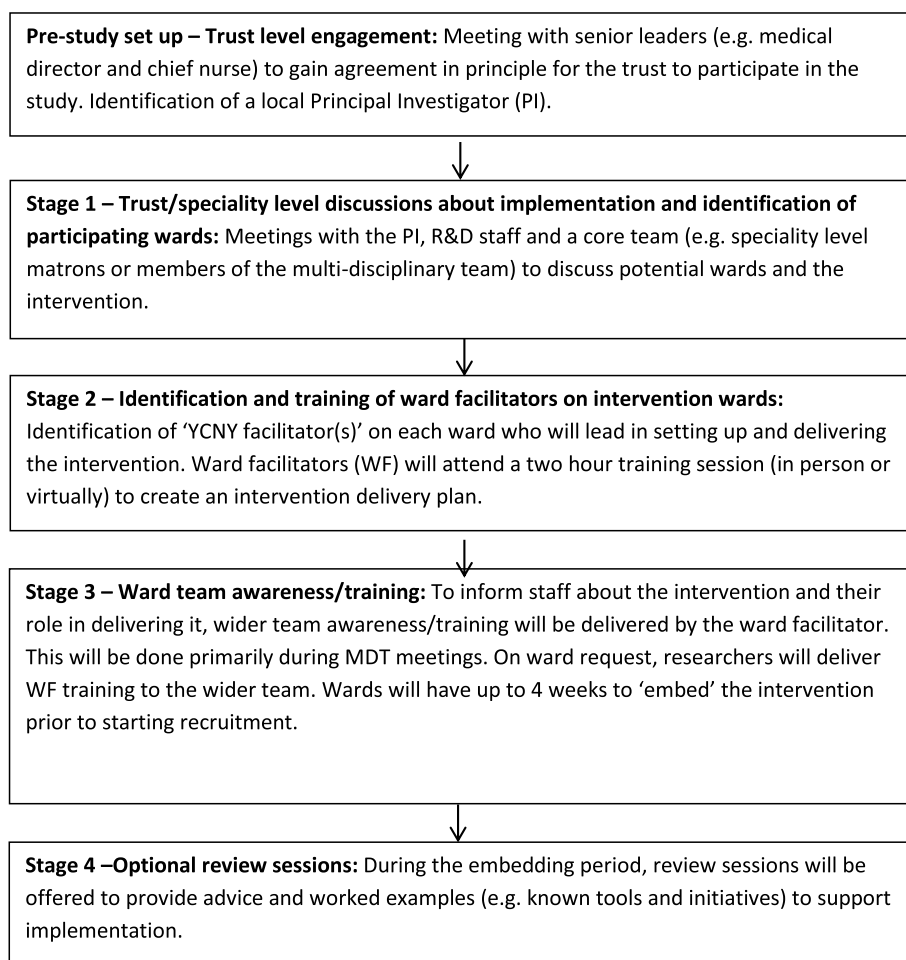 Pre-study set up – Trust level engagement: Meeting with senior leaders (e.g. medical
director and chief nurse) to gain agreement in principle for the trust to participate in the
study. Identification of a local Principal Investigator (PI).
Stage 1 – Trust/speciality level discussions about implementation and identification of
participating wards: Meetings with the PI, R&D staff and a core team (e.g. speciality level
matrons or members of the multi-disciplinary team) to discuss potential wards and the
intervention.
Stage 2 – Identification and training of ward facilitators on intervention wards:
Identification of ‘YCNY facilitator(s)’ on each ward who will lead in setting up and delivering
the intervention. Ward facilitators (WF) will attend a two hour training session (in person or
virtually) to create an intervention delivery plan.
Stage 3 – Ward team awareness/training: To inform staff about the intervention and their
role in delivering it, wider team awareness/training will be delivered by the ward facilitator.
This will be done primarily during MDT meetings. On ward request, researchers will deliver
WF training to the wider team. Wards will have up to 4 weeks to ‘embed’ the intervention
prior to starting recruitment.
Stage 4 –Optional review sessions: During the embedding period, review sessions will be
offered to provide advice and worked examples (e.g. known tools and initiatives) to support
implementation.